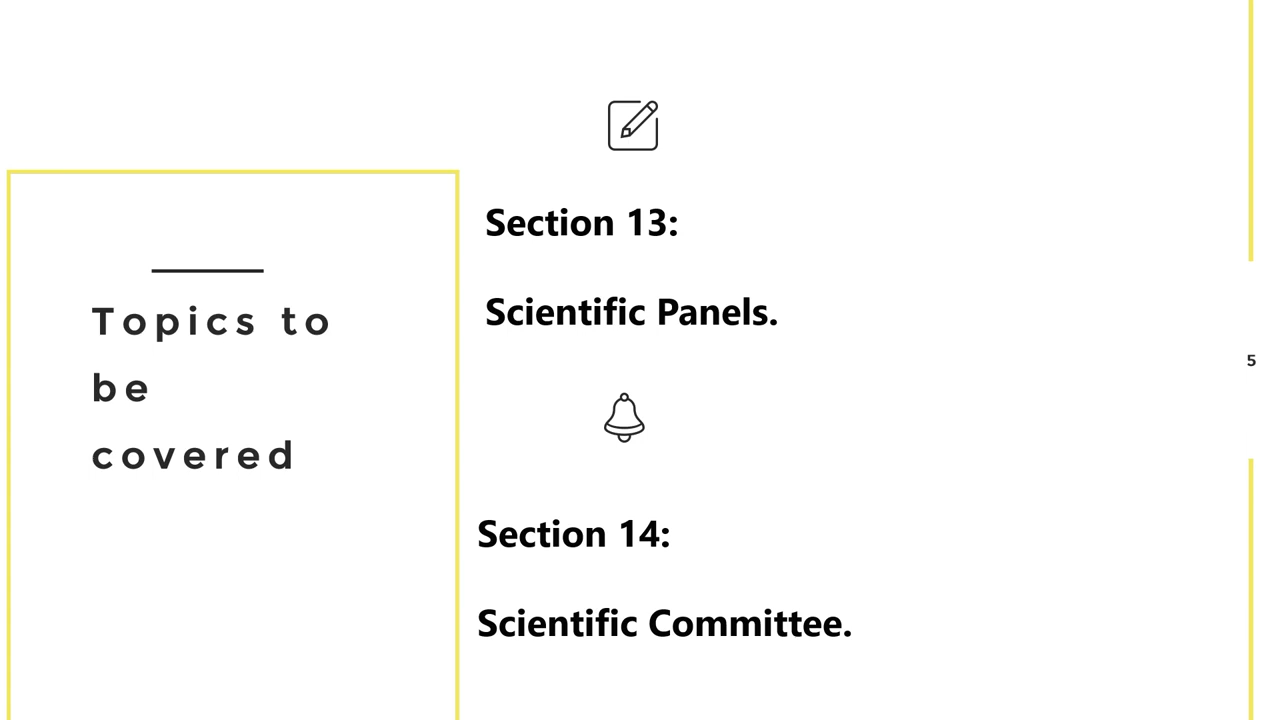 Topics to
be
covered
Section 13:
Scientific Panels.
Section 14:
Scientific Committee.
5